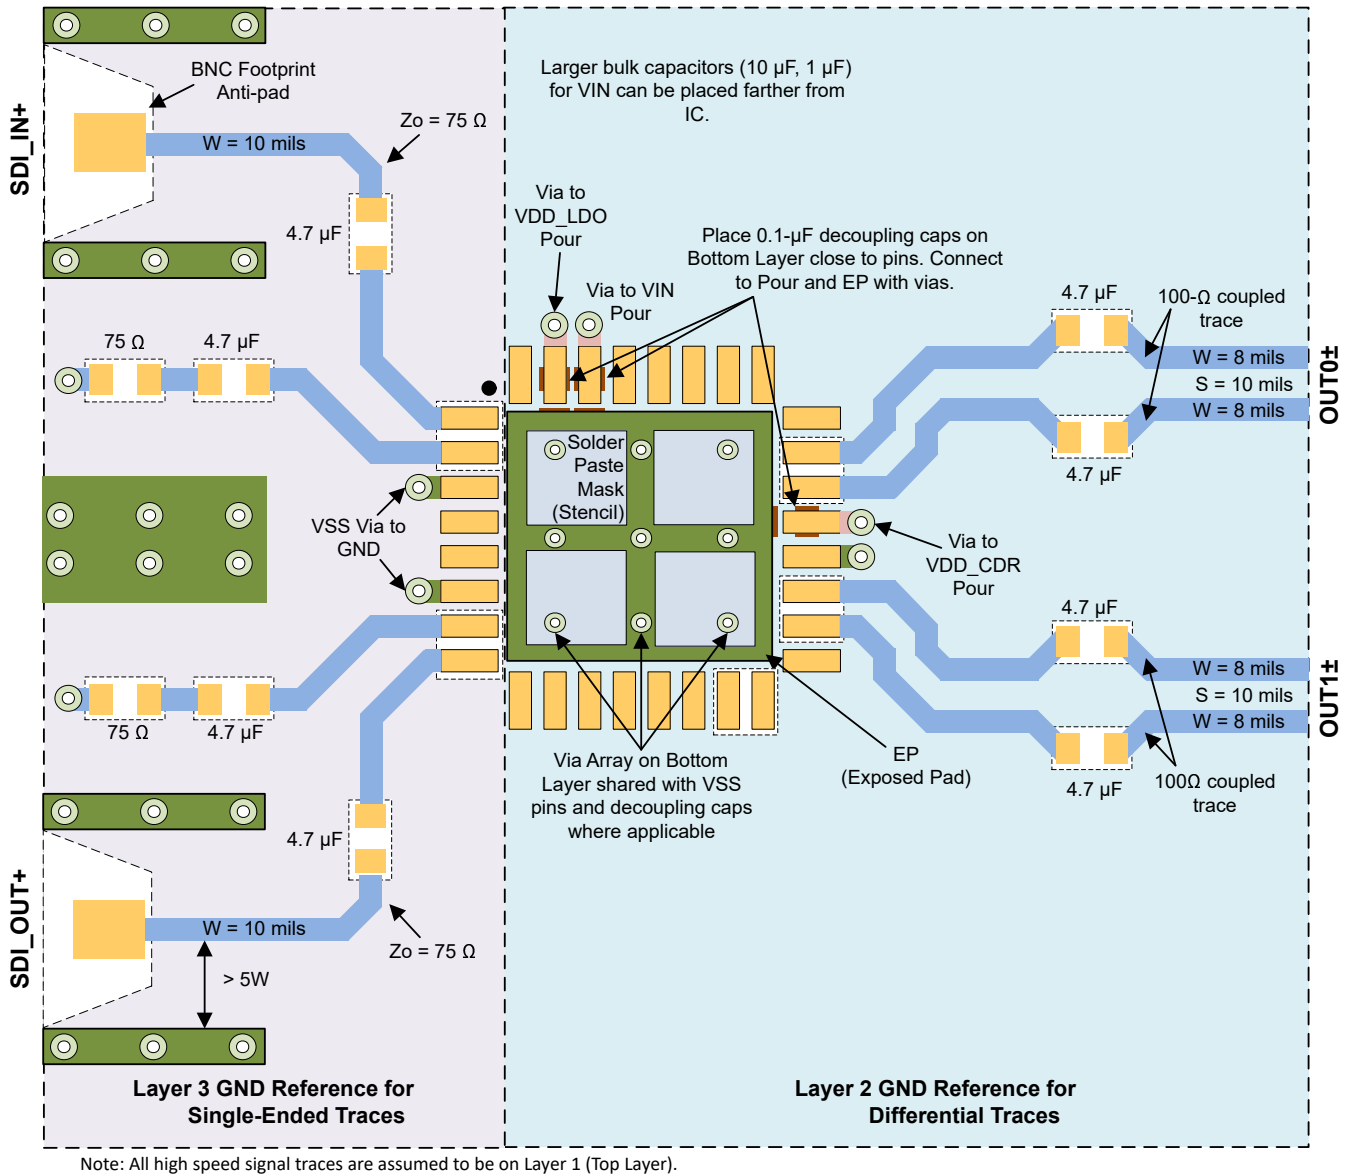 SDI_IN+
BNC Footprint
Anti-pad
W = 10 mils
Zo = 75 Ω
4.7 µF
75 Ω
4.7 µF
VSS Via to
GND
75 Ω
4.7 µF
4.7 µF
SDI_OUT+
W = 10 mils
Zo = 75 Ω
> 5W
Layer 3 GND Reference for
Single-Ended Traces
Larger bulk capacitors (10 µF, 1 µF)
for VIN can be placed farther from
IC.
Via to
VDD_LDO
Pour
Via to VIN
Pour
Place 0.1-µF decoupling caps on
Bottom Layer close to pins. Connect
to Pour and EP with vias.
Solder
Paste
Mask
(Stencil)
4.7 µF
100-Ω coupled
trace
W = 8 mils
S = 10 mils
W = 8 mils
4.7 µF
OUT0±
Via to
VDD_CDR
Pour
4.7 µF
W = 8 mils
S = 10 mils
W = 8 mils
4.7 µF
100Ω coupled
trace
OUT1±
EP
(Exposed Pad)
Via Array on Bottom
Layer shared with VSS
pins and decoupling caps
where applicable
Layer 2 GND Reference for
Differential Traces
Note: All high speed signal traces are assumed to be on Layer 1 (Top Layer).